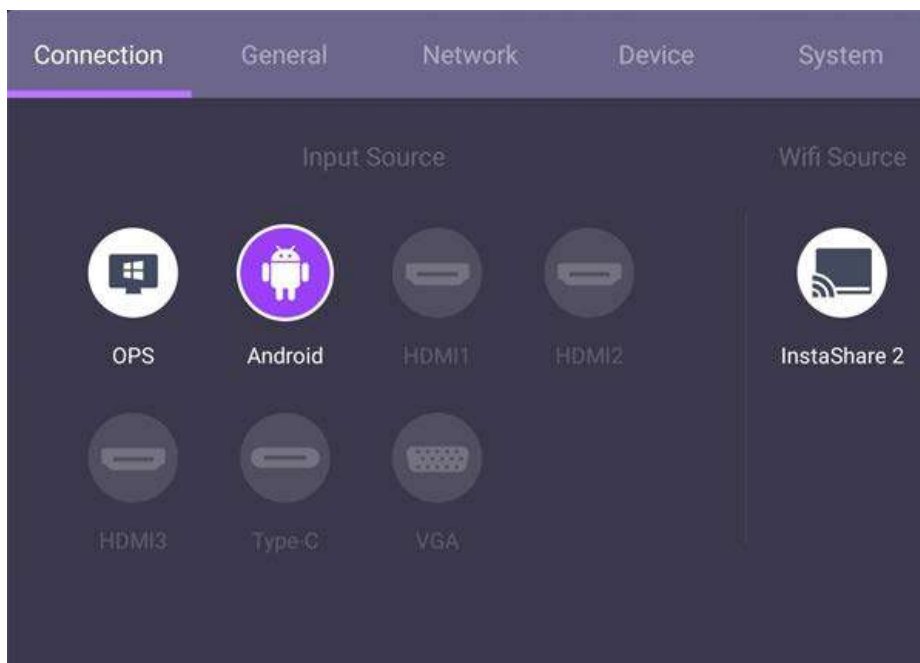 Connection General Network Device System
Input Source Wifi Source
OPS Android HDMI1 HDMI2 InstaShare 2
HDMI3 Type-C VGA